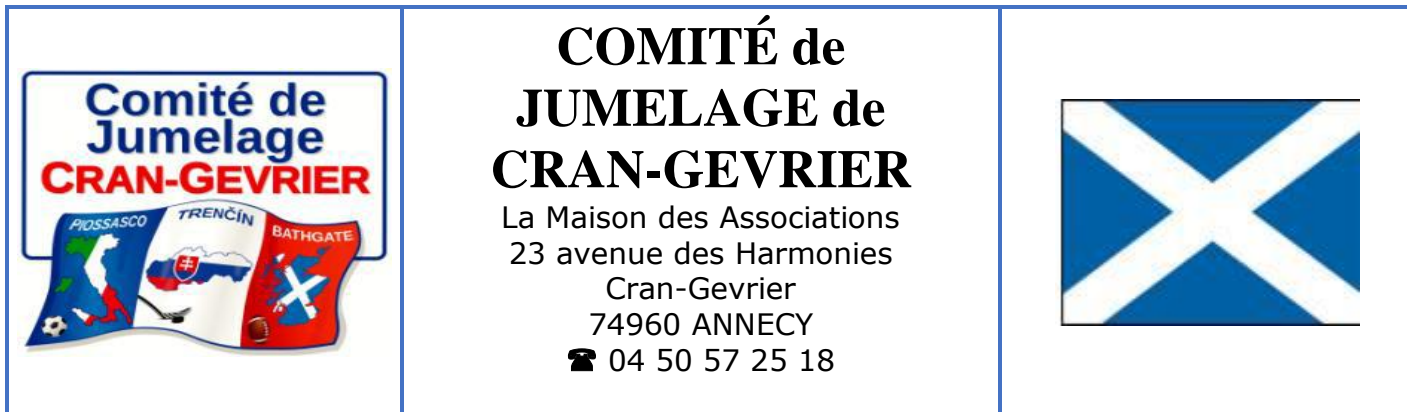 Comité de
Jumelage
CRAN-GEVRIER
PIOSSASCO
TRENČÍN
BATHGATE
COMITÉ de
JUMELAGE de
CRAN-GEVRIER
La Maison des Associations
23 avenue des Harmonies
Cran-Gevrier
74960 ANNECY
☎ 04 50 57 25 18